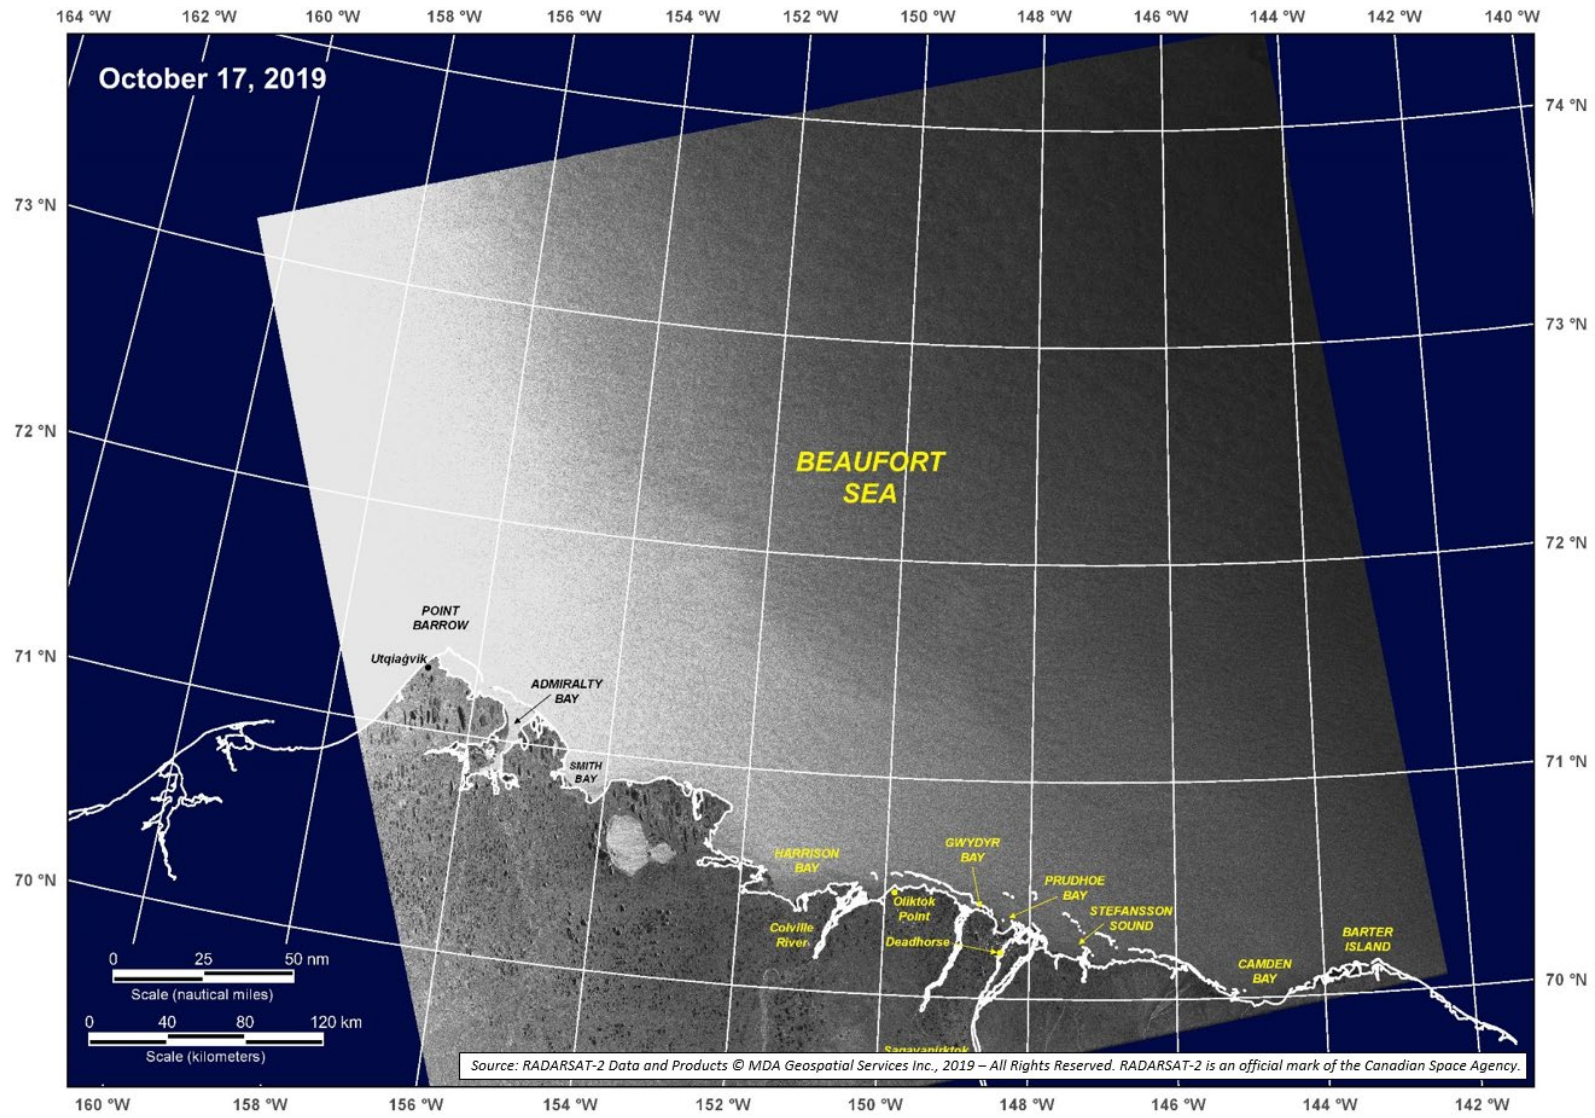 164 °W 162 °W 160 °W 158 °W 156 °W 154 °W 152 °W 150 °W 148 °W 146 °W 144 °W 142 °W 140 °W
October 17, 2019
74 °N
73 °N
73 °N
72 °N
BEAUFORT
SEA
72 °N
POINT
BARROW
Utqiaġvik
71 °N
ADMIRALTY
BAY
SMITH
BAY
71 °N
HARRISON
BAY
GWYDYR
BAY
70 °N
PRUDHOE
BAY
Oliktok
Point
STEFANSSON
SOUND
Colville
River
Deadhorse
BARTER
ISLAND
CAMDEN
BAY
70 °N
0 25 50 nm
Scale (nautical miles)
0 40 80 120 km
Scale (kilometers)
Sagavanirktok
Source: RADARSAT-2 Data and Products © MDA Geospatial Services Inc., 2019 – All Rights Reserved. RADARSAT-2 is an official mark of the Canadian Space Agency.
160 °W 158 °W 156 °W 154 °W 152 °W 150 °W 148 °W 146 °W 144 °W 142 °W